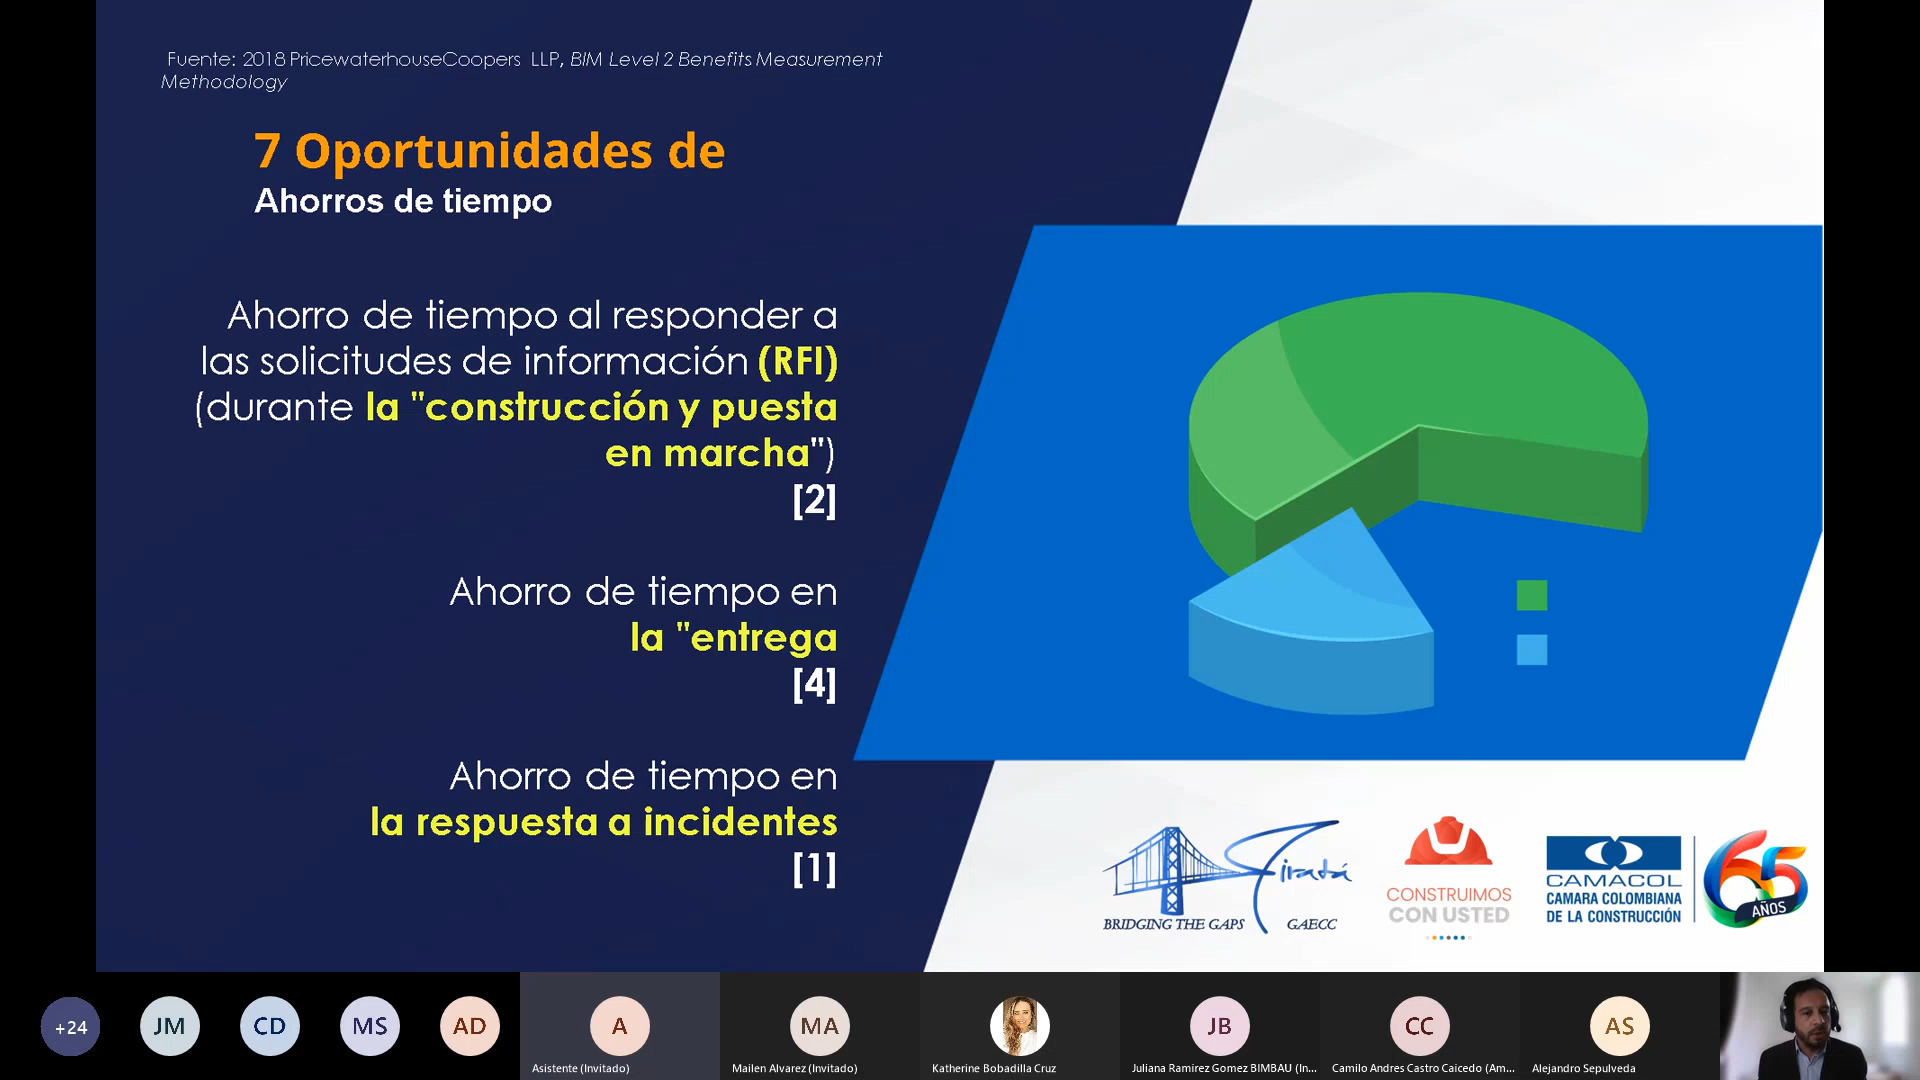 Fuente: 2018 PricewaterhouseCoopers LLP, BIM Level 2 Benefits Measurement
Methodology
7 Oportunidades de
Ahorros de tiempo
Ahorro de tiempo al responder a
las solicitudes de información (RFI)
(durante la "construcción y puesta
en marcha")
[2]
Ahorro de tiempo en
la "entrega
[4]
Ahorro de tiempo en
la respuesta a incidentes
[1]
Giratá
BRIDGING THE GAPS GAECC
CONSTRUIMOS
CON USTED
CAMACOL
CAMARA COLOMBIANA
DE LA CONSTRUCCIÓN
65
AÑOS
+24
JM
CD
MS
AD
A
MA
JB
CC
AS
Asistente (Invitado)
Mailen Alvarez (Invitado)
Katherine Bobadilla Cruz
Juliana Ramirez Gomez BIMBAU (In...
Camilo Andres Castro Caicedo (Am...
Alejandro Sepulveda